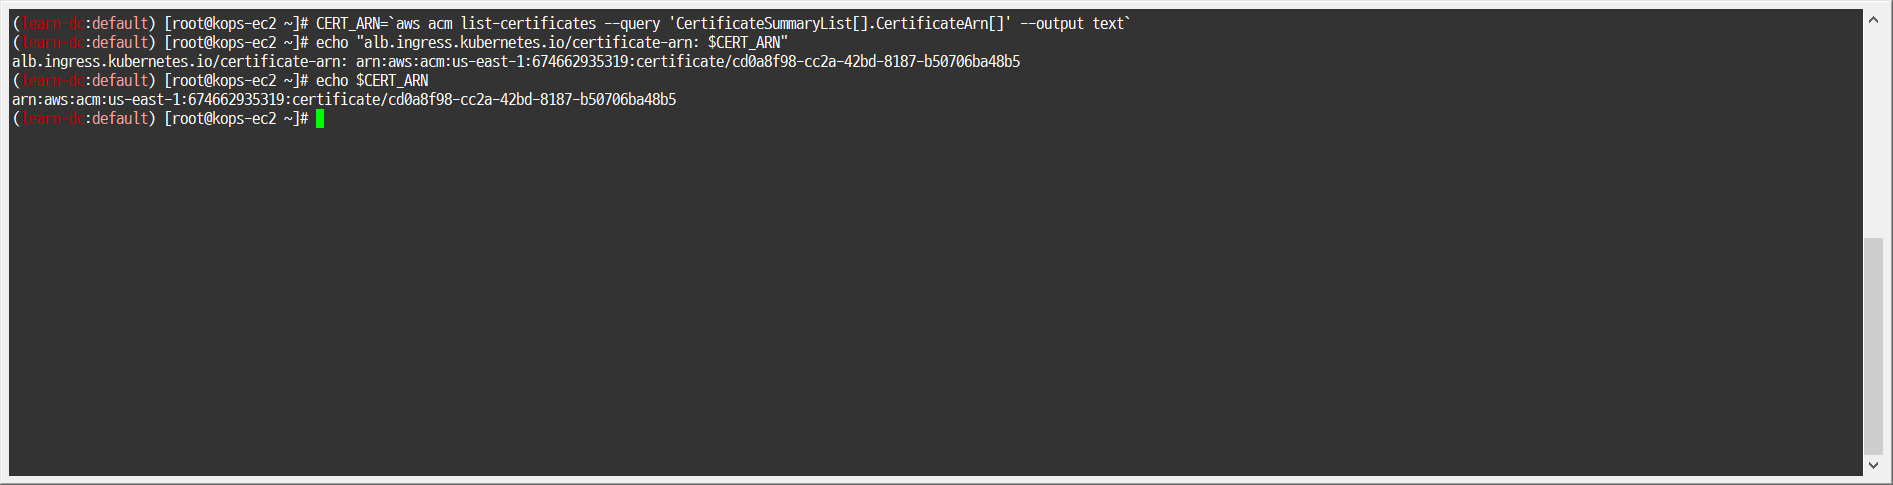 (learn-dc:default) [root@kops-ec2 ~]# CERT_ARN=`aws acm list-certificates --query 'CertificateSummaryList[].CertificateArn[]' --output text`
(learn-dc:default) [root@kops-ec2 ~]# echo "alb.ingress.kubernetes.io/certificate-arn: $CERT_ARN"
alb.ingress.kubernetes.io/certificate-arn: arn:aws:acm:us-east-1:674662935319:certificate/cd0a8f98-cc2a-42bd-8187-b50706ba48b5
(learn-dc:default) [root@kops-ec2 ~]# echo $CERT_ARN
arn:aws:acm:us-east-1:674662935319:certificate/cd0a8f98-cc2a-42bd-8187-b50706ba48b5
(learn-dc:default) [root@kops-ec2 ~]#